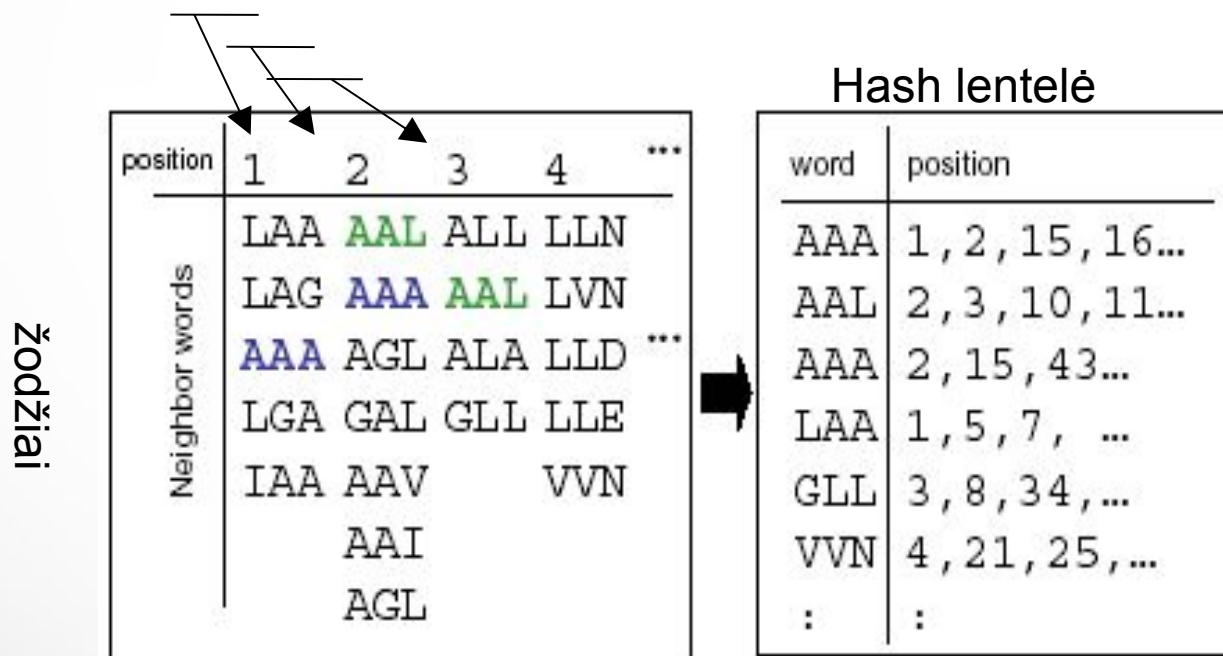 Hash lentelė
žodžiai
position 1 2 3 4 ...
Neighbor words
LAA AAL ALL LLN
LAG AAA AAL LVN
AAA AGL ALA LLD ...
LGA GAL GLL LLE
IAA AAV VVN
AAI
AGL
word position
AAA 1,2,15,16...
AAL 2,3,10,11...
AAA 2,15,43...
LAA 1,5,7, ...
GLL 3,8,34,...
VVN 4,21,25,...
: :